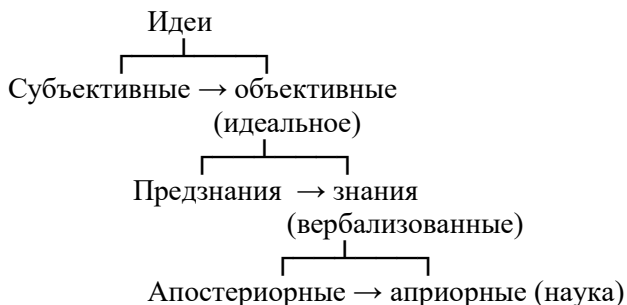 Идеи
Субъективные → объективные
(идеальное)
Предзнания → знания
(вербализованные)
Апостериорные → априорные (наука)